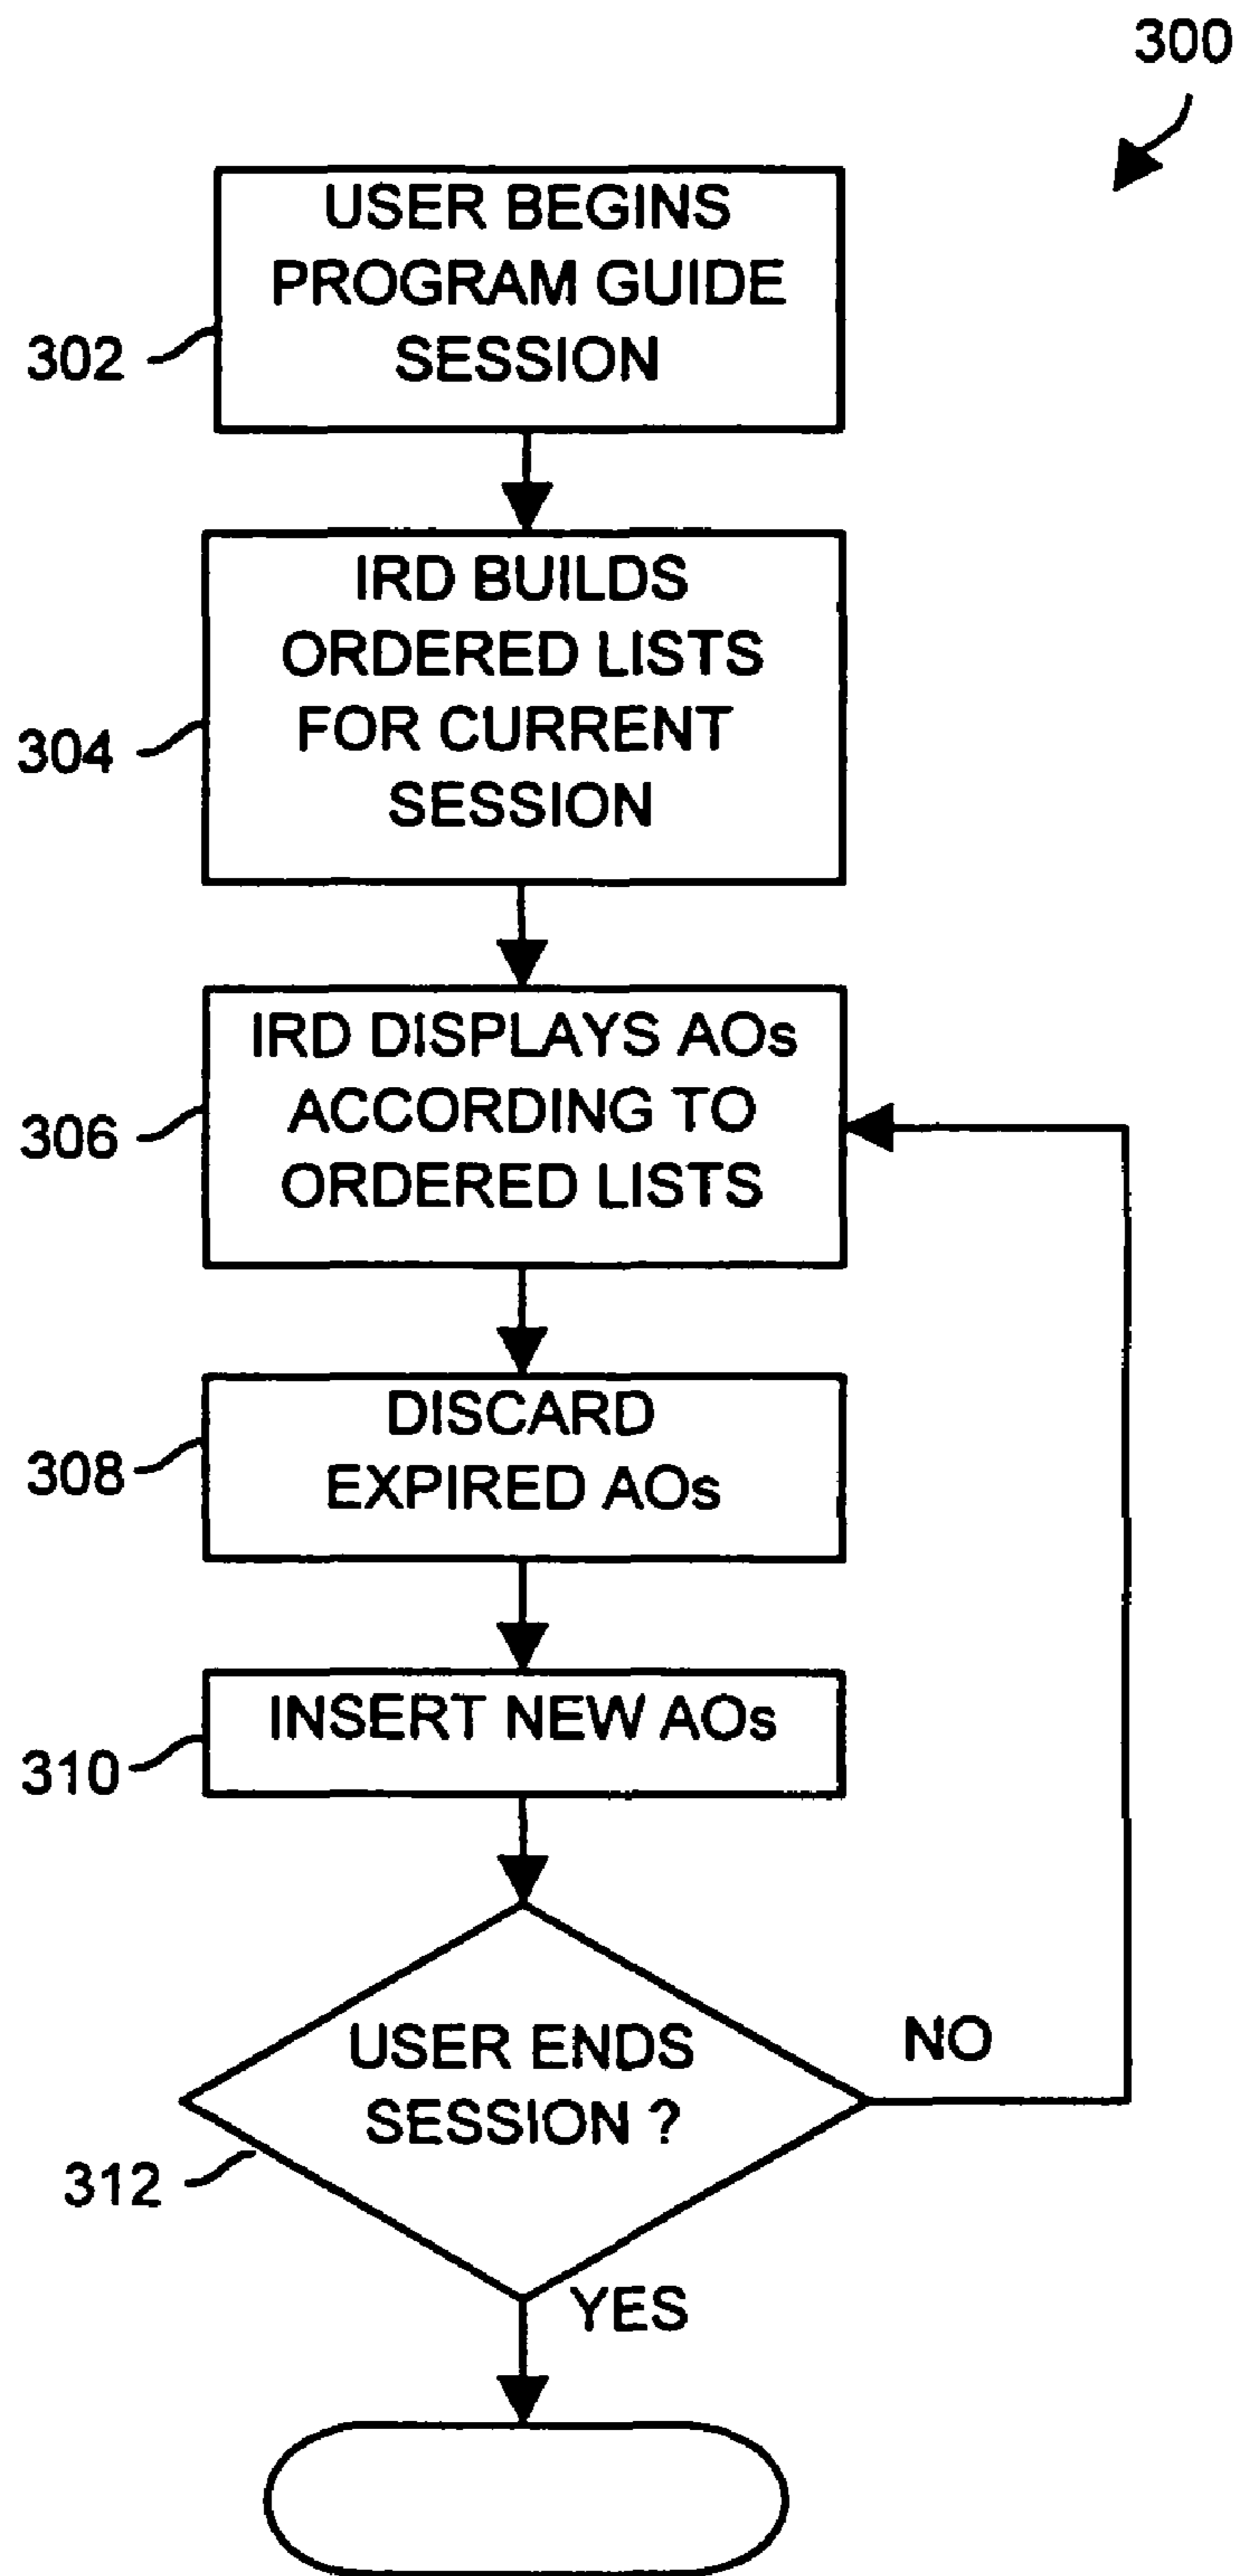 300
USER BEGINS
PROGRAM GUIDE
SESSION
302
IRD BUILDS
ORDERED LISTS
FOR CURRENT
SESSION
304
IRD DISPLAYS AOs
ACCORDING TO
ORDERED LISTS
306
DISCARD
EXPIRED AOs
308
INSERT NEW AOs
310
USER ENDS
SESSION ?
NO
312
YES